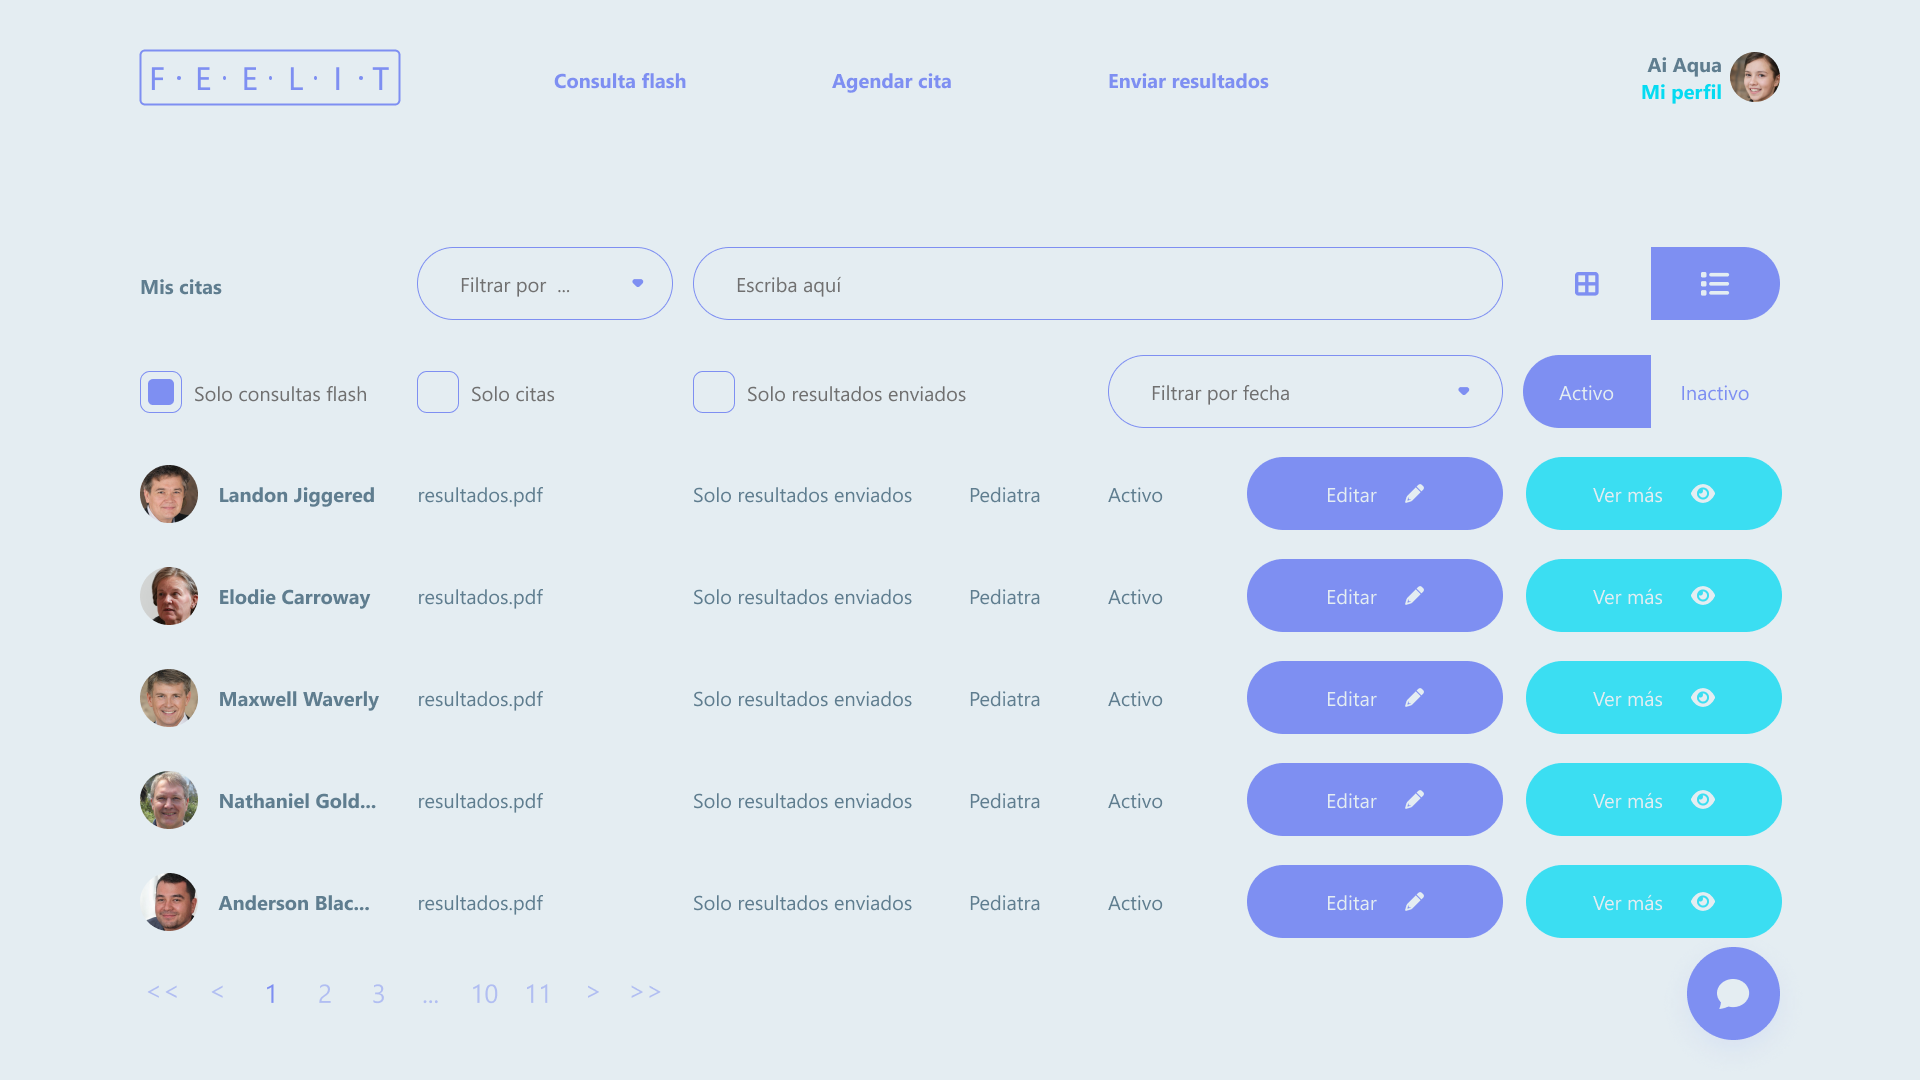 F·E·E·L·I·T
Consulta flash
Agendar cita
Enviar resultados
Ai Aqua
Mi perfil
Mis citas
Filtrar por ...
Escriba aquí
Solo consultas flash
Solo citas
Solo resultados enviados
Filtrar por fecha
Activo
Inactivo
Landon Jiggered resultados.pdf Solo resultados enviados Pediatra Activo Editar Ver más
Elodie Carroway resultados.pdf Solo resultados enviados Pediatra Activo Editar Ver más
Maxwell Waverly resultados.pdf Solo resultados enviados Pediatra Activo Editar Ver más
Nathaniel Gold... resultados.pdf Solo resultados enviados Pediatra Activo Editar Ver más
Anderson Blac... resultados.pdf Solo resultados enviados Pediatra Activo Editar Ver más
<< < 1 2 3 ... 10 11 > >>